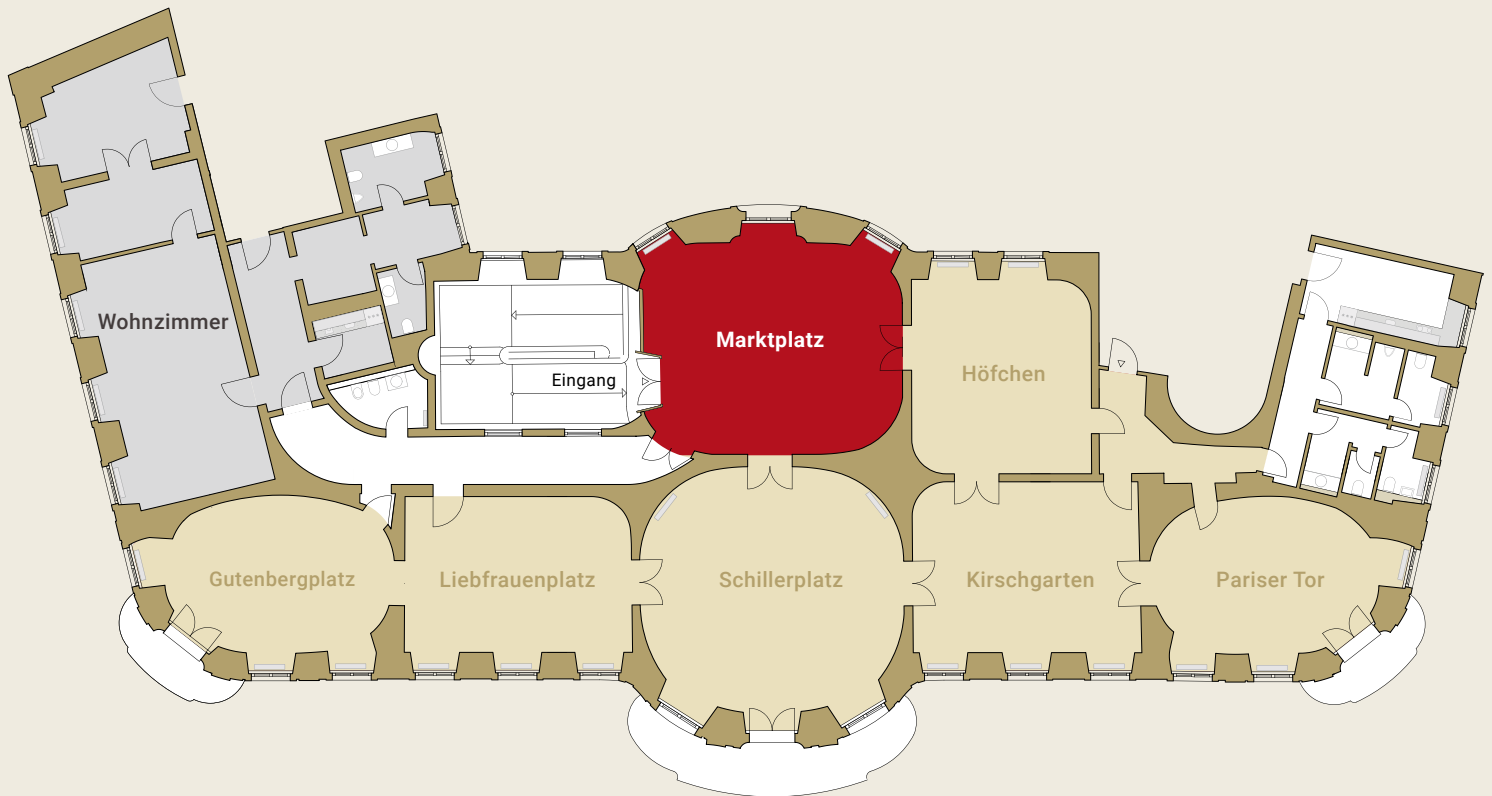 Wohnzimmer
Marktplatz
Eingang
Höfchen
Gutenbergplatz
Liebfrauenplatz
Schillerplatz
Kirschgarten
Pariser Tor